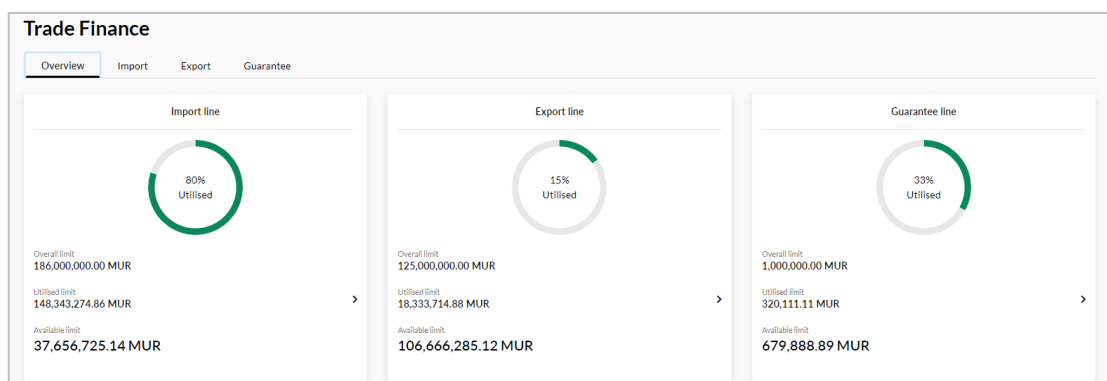 Trade Finance
Overview Import Export Guarantee
Import line
80%
Utilised
Overall limit
186,000,000.00 MUR
Utilised limit
148,343,274.86 MUR
Available limit
37,656,725.14 MUR
Export line
15%
Utilised
Overall limit
125,000,000.00 MUR
Utilised limit
18,333,714.88 MUR
Available limit
106,666,285.12 MUR
Guarantee line
33%
Utilised
Overall limit
1,000,000.00 MUR
Utilised limit
320,111.11 MUR
Available limit
679,888.89 MUR